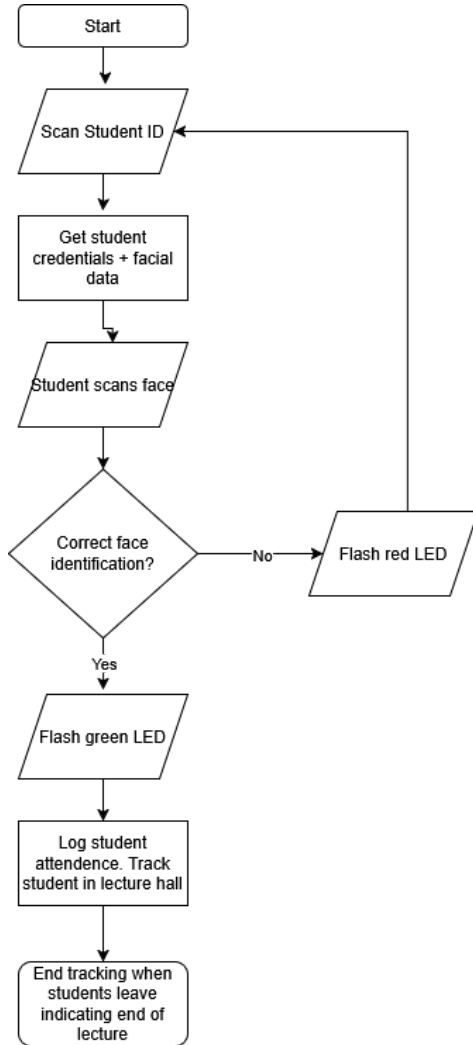 Start
Scan Student ID
Get student
credentials + facial
data
Student scans face
Correct face
identification?
No
Flash red LED
Yes
Flash green LED
Log student
attendence. Track
student in lecture hall
End tracking when
students leave
indicating end of
lecture